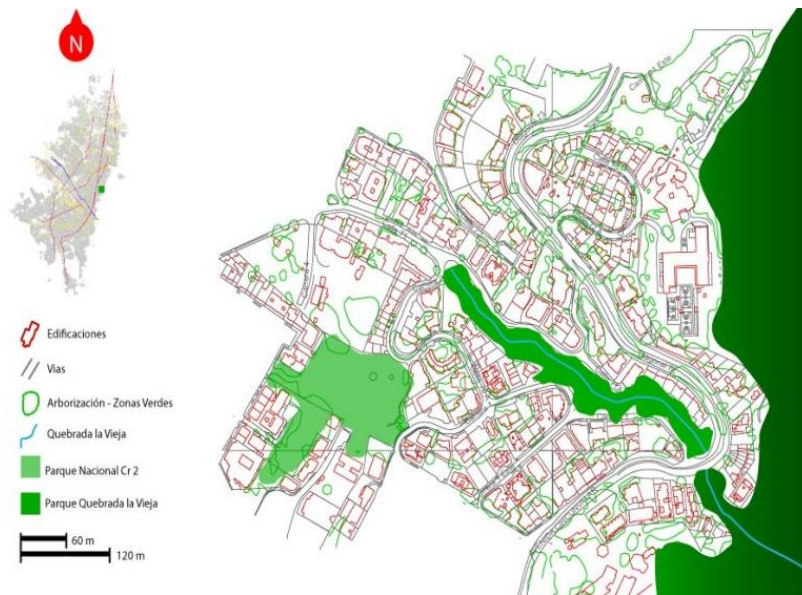 N
Edificaciones
Vias
Arborización - Zonas Verdes
Quebrada la Vieja
Parque Nacional Cr 2
Parque Quebrada la Vieja
60 m
120 m